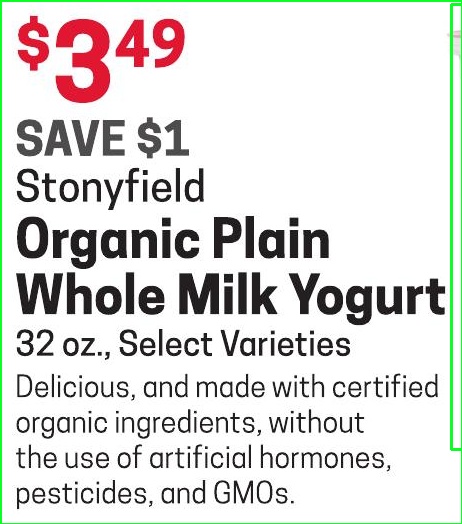 $3.49
SAVE $1
Stonyfield
Organic Plain
Whole Milk Yogurt
32 oz., Select Varieties
Delicious, and made with certified
organic ingredients, without
the use of artificial hormones,
pesticides, and GMOs.